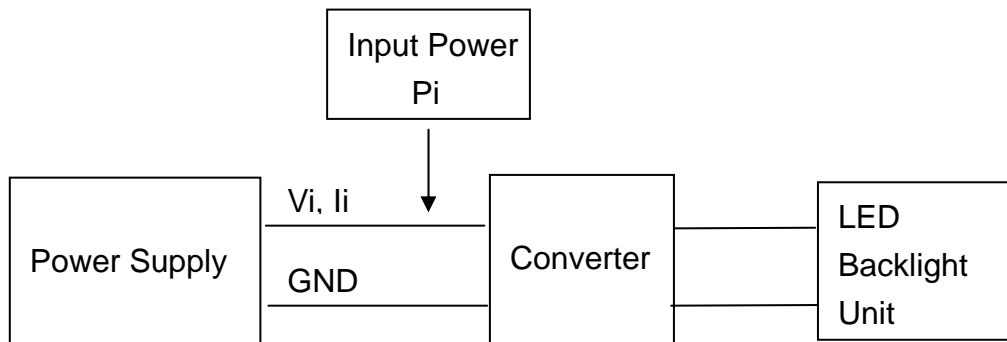 Input Power
Pi
Vi, Ii
Power Supply
GND
Converter
LED
Backlight
Unit